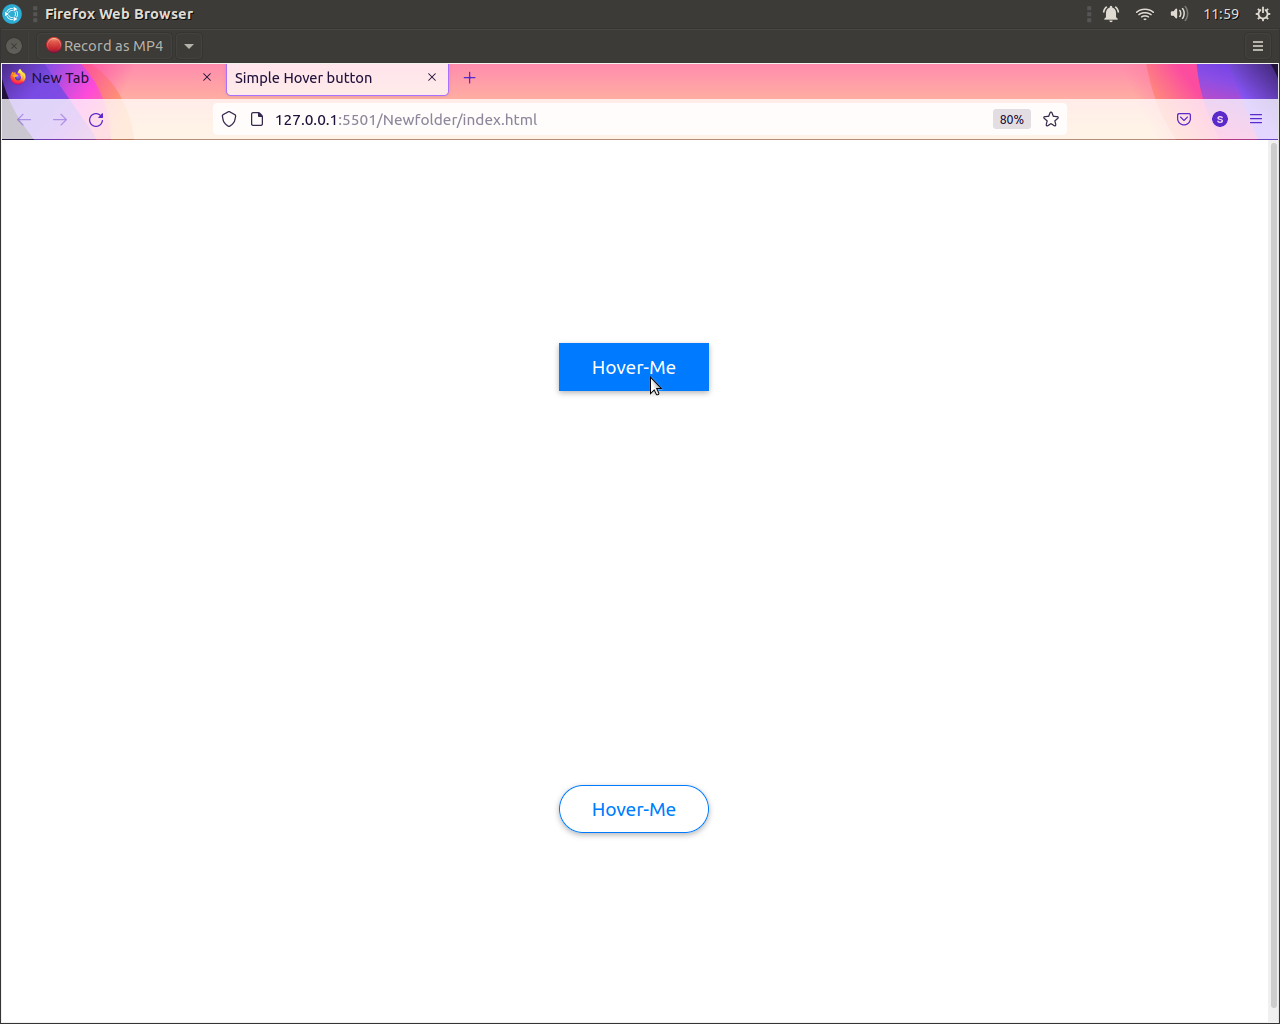 Firefox Web Browser
11:59
Record as MP4
New Tab
Simple Hover button
127.0.0.1:5501/Newfolder/index.html
80%
S
Hover-Me
Hover-Me